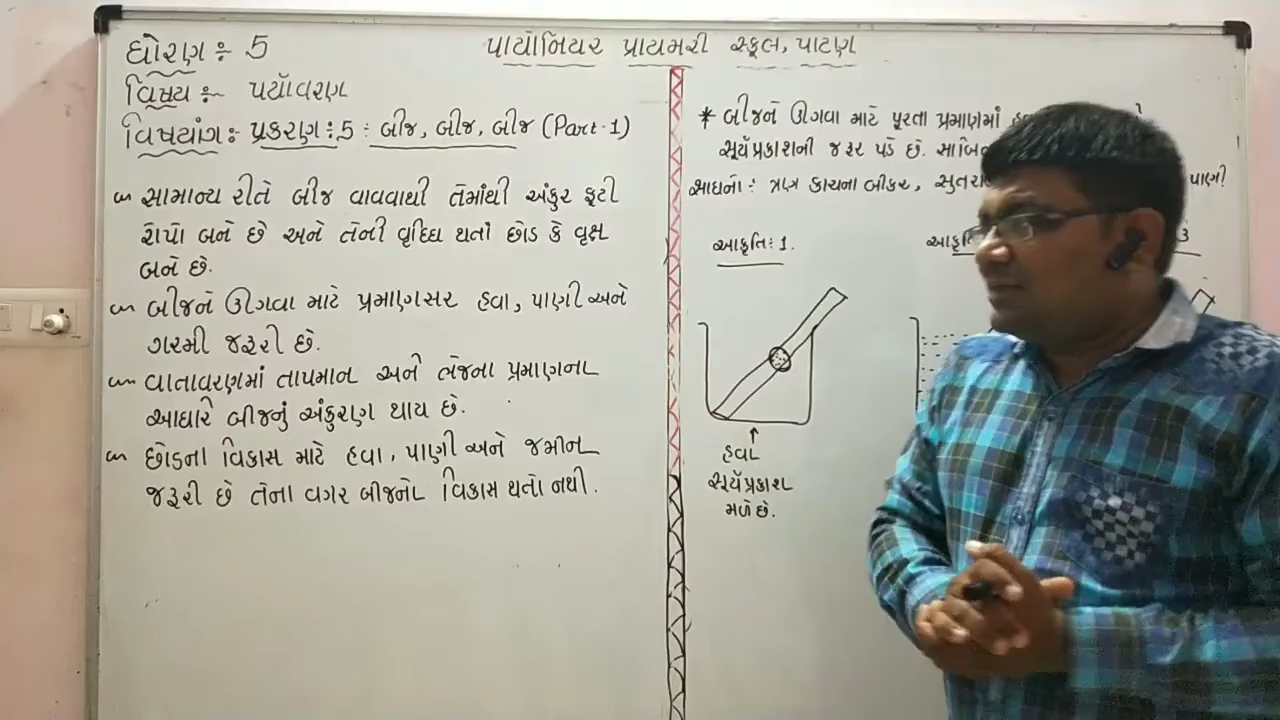 ધોરણ : 5
પાયોનિયર પ્રાયમરી સ્કૂલ, પાટણ
વિષય : પર્યાવરણ
વિષયાંગ : પ્રકરણ : 5 : બીજ, બીજ, બીજ (Part-1)
સામાન્ય રીતે બીજ વાવવાથી તેમાંથી અંકુર ફૂટી
રોપો બને છે અને તેની વૃધ્ધિ થતાં છોડ કે વૃક્ષ
બને છે.
બીજને ઊગવા માટે પ્રમાણસર હવા, પાણી અને
ગરમી જરૂરી છે.
વાતાવરણમાં તાપમાન અને ભેજના પ્રમાણના
આધારે બીજનું અંકુરણ થાય છે.
છોડના વિકાસ માટે હવા, પાણી અને જમીન
જરૂરી છે તેના વગર બીજનો વિકાસ થતો નથી.
* બીજને ઊગવા માટે પૂરતા પ્રમાણમાં
સૂર્યપ્રકાશની જરૂર પડે છે.
સાધનો : ત્રણ કાચના બીકર, પાણી.
આકૃતિ : 1.
3
હવા
સૂર્યપ્રકાશ
મળે છે.